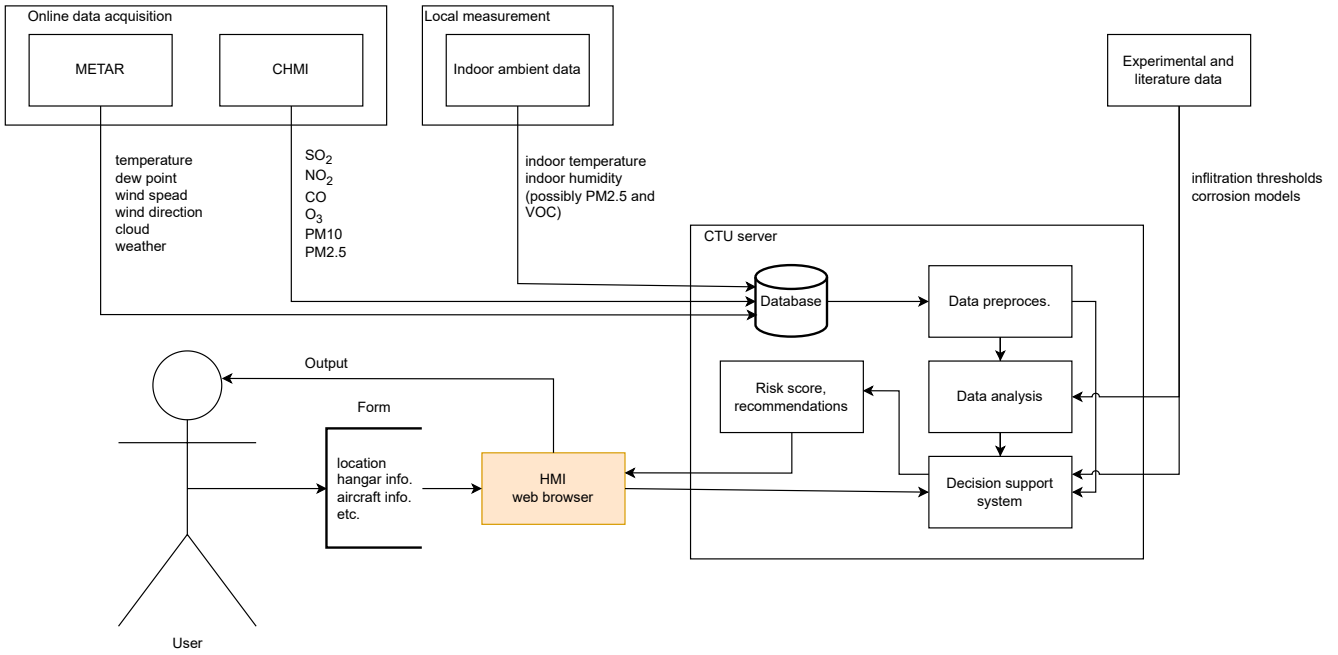 Online data acquisition
METAR
CHMI
Local measurement
Indoor ambient data
Experimental and
literature data
temperature
dew point
wind spead
wind direction
cloud
weather
SO2
NO2
CO
O3
PM10
PM2.5
indoor temperature
indoor humidity
(possibly PM2.5 and
VOC)
inflitration thresholds
corrosion models
CTU server
Database
Data preproces.
Risk score,
recommendations
Data analysis
Decision support
system
Output
Form
location
hangar info.
aircraft info.
etc.
HMI
web browser
User